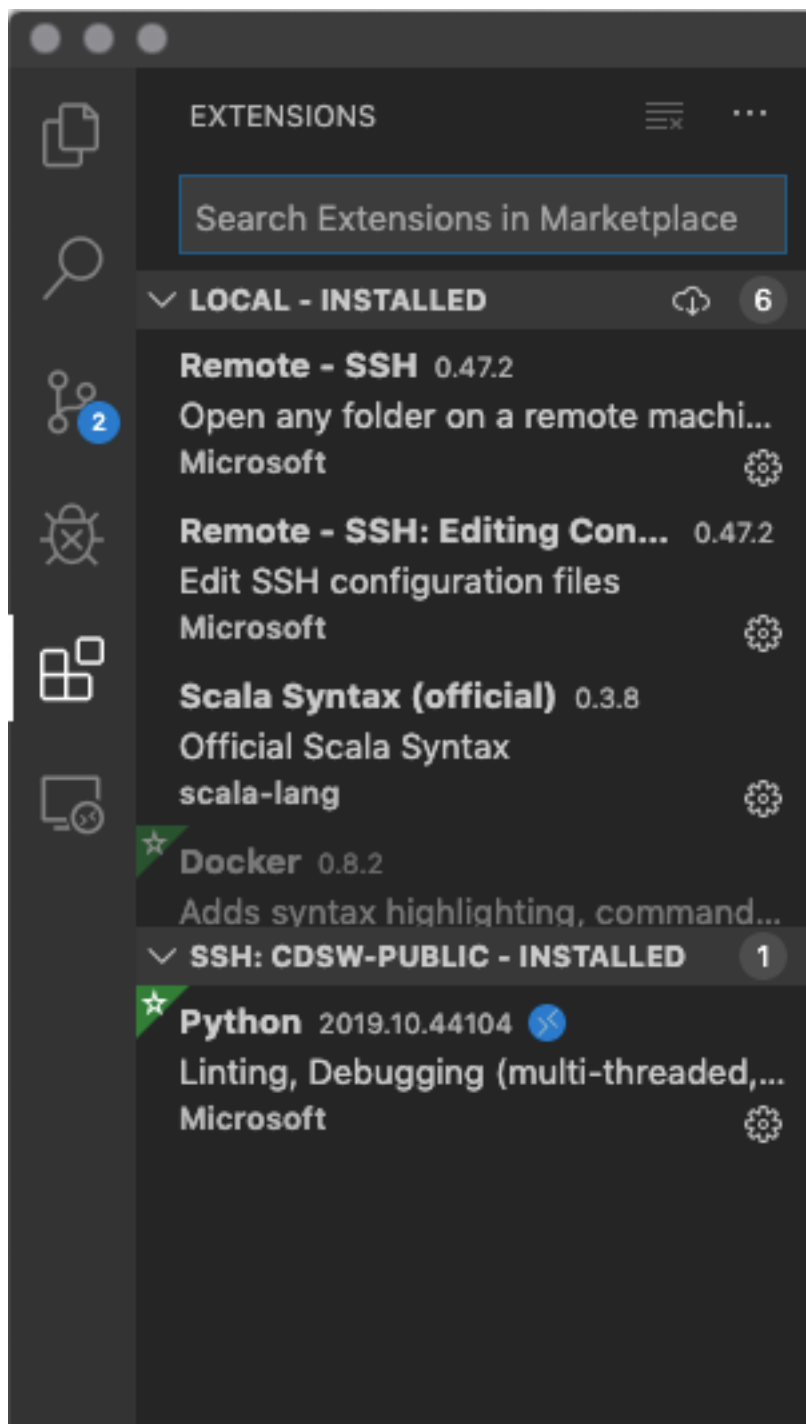 EXTENSIONS
Search Extensions in Marketplace
LOCAL - INSTALLED 6
Remote - SSH 0.47.2
Open any folder on a remote machi...
2
Microsoft
Remote - SSH: Editing Con... 0.47.2
Edit SSH configuration files
Microsoft
Scala Syntax (official) 0.3.8
Official Scala Syntax
scala-lang
Docker 0.8.2
Adds syntax highlighting, command...
SSH: CDSW-PUBLIC - INSTALLED 1
Python 2019.10.44104
Linting, Debugging (multi-threaded,...
Microsoft